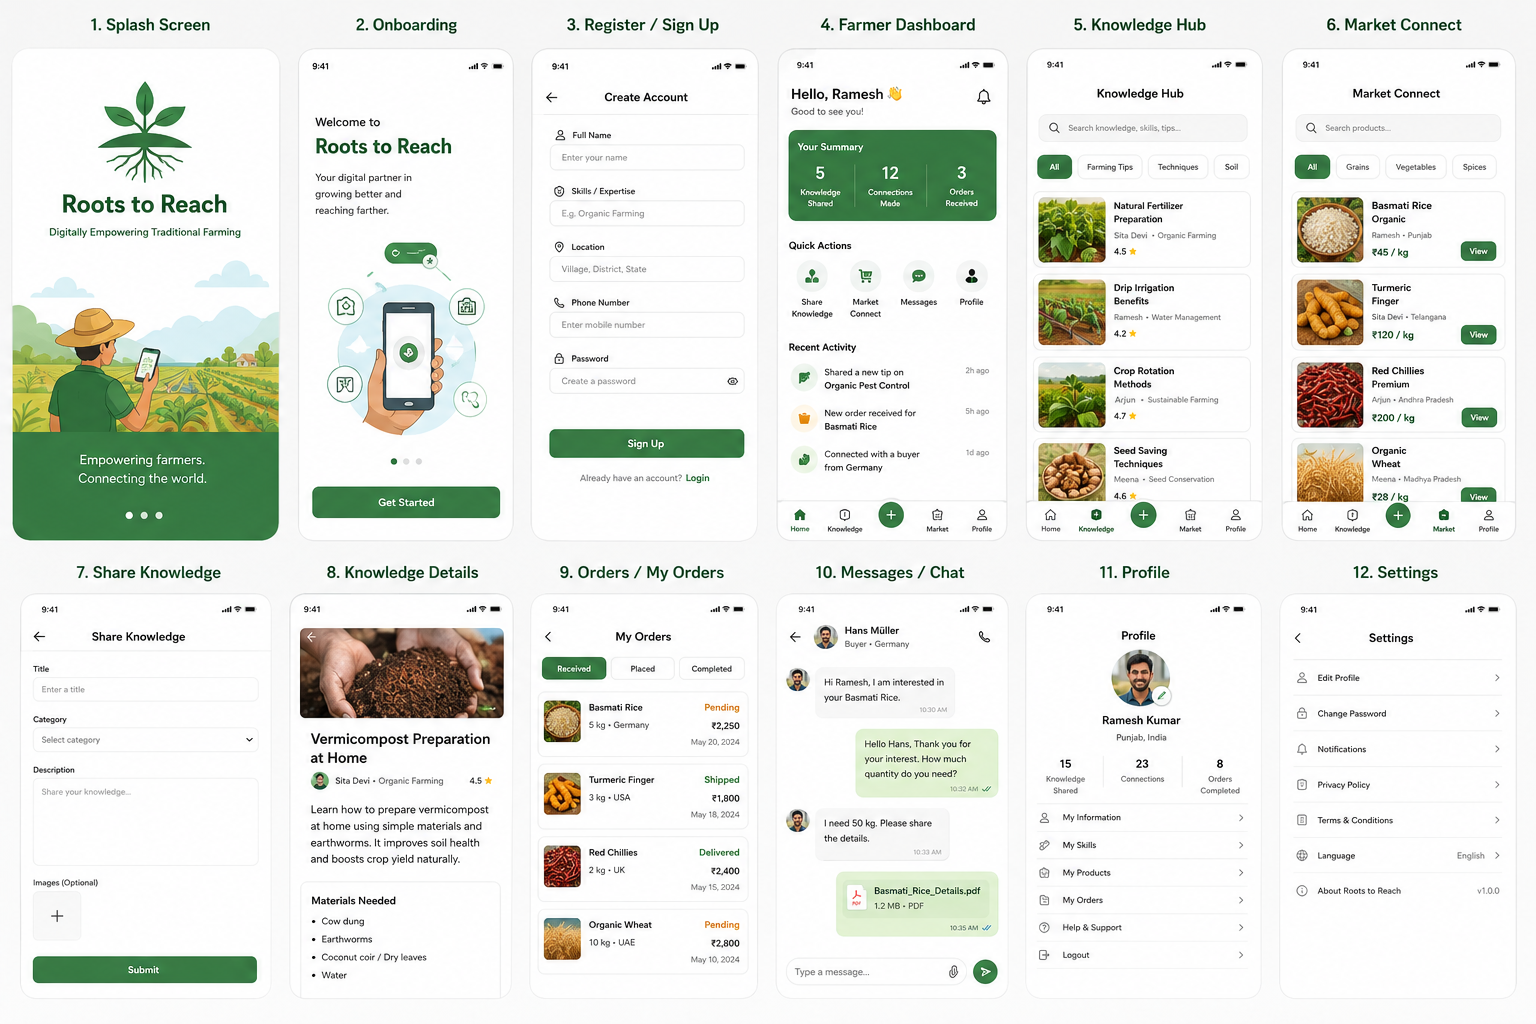 1. Splash Screen
Roots to Reach
Digitally Empowering Traditional Farming
Empowering farmers.
Connecting the world.
2. Onboarding
9:41
Welcome to
Roots to Reach
Your digital partner in
growing better and
reaching farther.
Get Started
3. Register / Sign Up
9:41
Create Account
Full Name
Enter your name
Skills / Expertise
E.g. Organic Farming
Location
Village, District, State
Phone Number
Enter mobile number
Password
Create a password
Sign Up
Already have an account? Login
4. Farmer Dashboard
9:41
Hello, Ramesh 👋
Good to see you!
Your Summary
5
Knowledge
Shared
12
Connections
Made
3
Orders
Received
Quick Actions
Share
Knowledge
Market
Connect
Messages
Profile
Recent Activity
Shared a new tip on
Organic Pest Control
2h ago
New order received for
Basmati Rice
5h ago
Connected with a buyer
from Germany
1d ago
Home
Knowledge
Market
Profile
5. Knowledge Hub
9:41
Knowledge Hub
Search knowledge, skills, tips...
All
Farming Tips
Techniques
Soil
Natural Fertilizer
Preparation
Sita Devi • Organic Farming
4.5
Drip Irrigation
Benefits
Ramesh • Water Management
4.2
Crop Rotation
Methods
Arjun • Sustainable Farming
4.7
Seed Saving
Techniques
Meena • Seed Conservation
4.6
Home
Knowledge
Market
Profile
6. Market Connect
9:41
Market Connect
Search products...
All
Grains
Vegetables
Spices
Basmati Rice
Organic
Ramesh • Punjab
₹45 / kg
View
Turmeric
Finger
Sita Devi • Telangana
₹120 / kg
View
Red Chillies
Premium
Arjun • Andhra Pradesh
₹200 / kg
View
Organic
Wheat
Meena • Madhya Pradesh
₹28 / kg
View
Home
Knowledge
Market
Profile
7. Share Knowledge
9:41
Share Knowledge
Title
Enter a title
Category
Select category
Description
Share your knowledge...
Images (Optional)
Submit
8. Knowledge Details
9:41
Vermicompost Preparation
at Home
Sita Devi • Organic Farming
4.5
Learn how to prepare vermicompost
at home using simple materials and
earthworms. It improves soil health
and boosts crop yield naturally.
Materials Needed
• Cow dung
• Earthworms
• Coconut coir / Dry leaves
• Water
9. Orders / My Orders
9:41
My Orders
Received
Placed
Completed
Basmati Rice
Pending
5 kg • Germany
₹2,250
May 20, 2024
Turmeric Finger
Shipped
3 kg • USA
₹1,800
May 18, 2024
Red Chillies
Delivered
2 kg • UK
₹2,400
May 15, 2024
Organic Wheat
Pending
10 kg • UAE
₹2,800
May 10, 2024
10. Messages / Chat
9:41
Hans Müller
Buyer • Germany
Hi Ramesh, I am interested in
your Basmati Rice.
10:30 AM
Hello Hans, Thank you for
your interest. How much
quantity do you need?
10:32 AM
I need 50 kg. Please share
the details.
10:33 AM
PDF
Basmati_Rice_Details.pdf
1.2 MB • PDF
10:35 AM
Type a message...
11. Profile
9:41
Profile
Ramesh Kumar
Punjab, India
15
Knowledge
Shared
23
Connections
8
Orders
Completed
My Information
My Skills
My Products
My Orders
Help & Support
Logout
12. Settings
9:41
Settings
Edit Profile
Change Password
Notifications
Privacy Policy
Terms & Conditions
Language
English
About Roots to Reach
v1.0.0